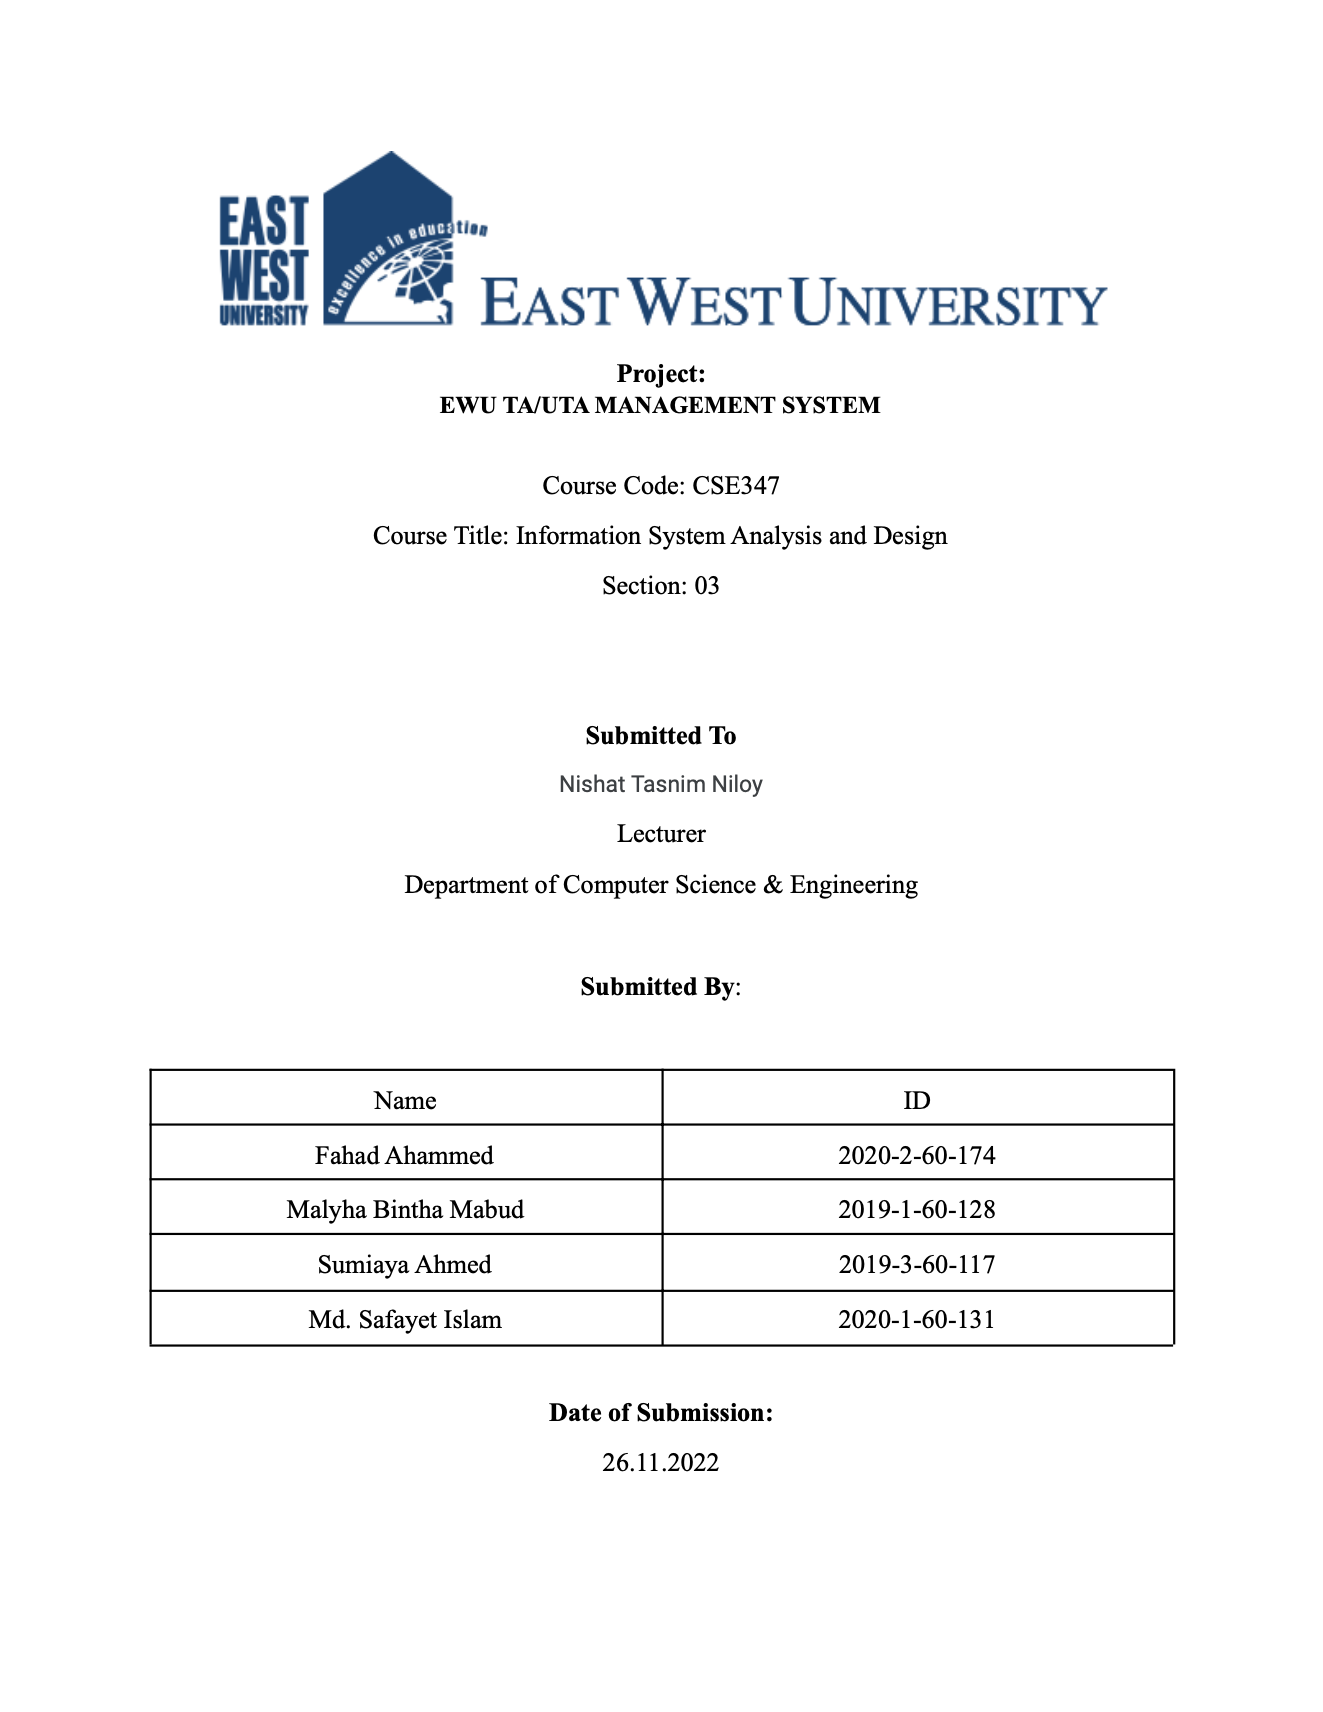 EAST
WEST
UNIVERSITY
excellence in education
EAST WEST UNIVERSITY
Project:
EWU TA/UTA MANAGEMENT SYSTEM
Course Code: CSE347
Course Title: Information System Analysis and Design
Section: 03
Submitted To
Nishat Tasnim Niloy
Lecturer
Department of Computer Science & Engineering
Submitted By:
Name ID
Fahad Ahammed 2020-2-60-174
Malyha Bintha Mabud 2019-1-60-128
Sumiaya Ahmed 2019-3-60-117
Md. Safayet Islam 2020-1-60-131
Date of Submission:
26.11.2022